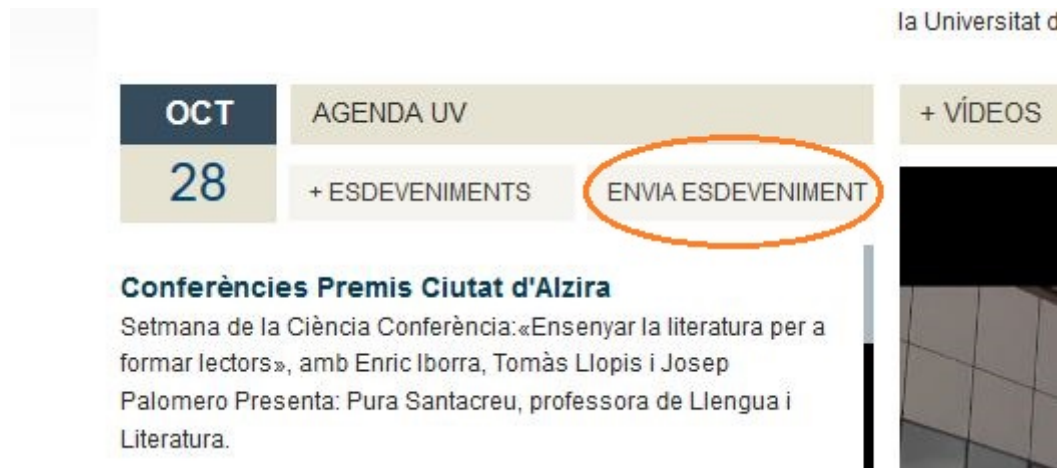 la Universitat d
OCT
AGENDA UV
+ VÍDEOS
28
+ ESDEVENIMENTS
ENVIA ESDEVENIMENT
Conferències Premis Ciutat d'Alzira
Setmana de la Ciència Conferència:«Ensenyar la literatura per a
formar lectors», amb Enric Iborra, Tomàs Llopis i Josep
Palomero Presenta: Pura Santacreu, professora de Llengua i
Literatura.